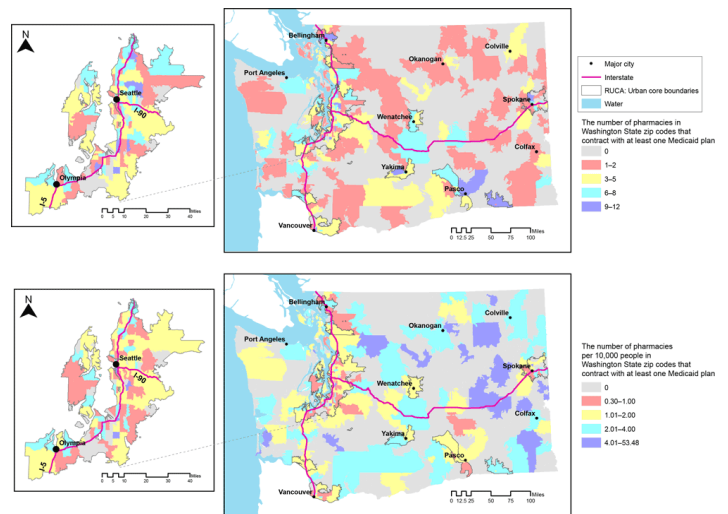 N
Seattle
I-90
Olympia
I-5
0 5 10 20 30 40
Miles
Bellingham
Port Angeles
Okanogan
Colville
Spokane
Wenatchee
Colfax
Yakima
Pasco
Vancouver
Miles
0 12.5 25 50 75 100
Major city
Interstate
RUCA: Urban core boundaries
Water
The number of pharmacies in
Washington State zip codes that
contract with at least one Medicaid plan
0
1–2
3–5
6–8
9–12
N
Seattle
I-90
Olympia
I-5
0 5 10 20 30 40
Miles
Bellingham
Port Angeles
Okanogan
Colville
Spokane
Wenatchee
Colfax
Yakima
Pasco
Vancouver
Miles
0 12.5 25 50 75 100
The number of pharmacies
per 10,000 people in
Washington State zip codes that
contract with at least one Medicaid plan
0
0.30–1.00
1.01–2.00
2.01–4.00
4.01–53.48